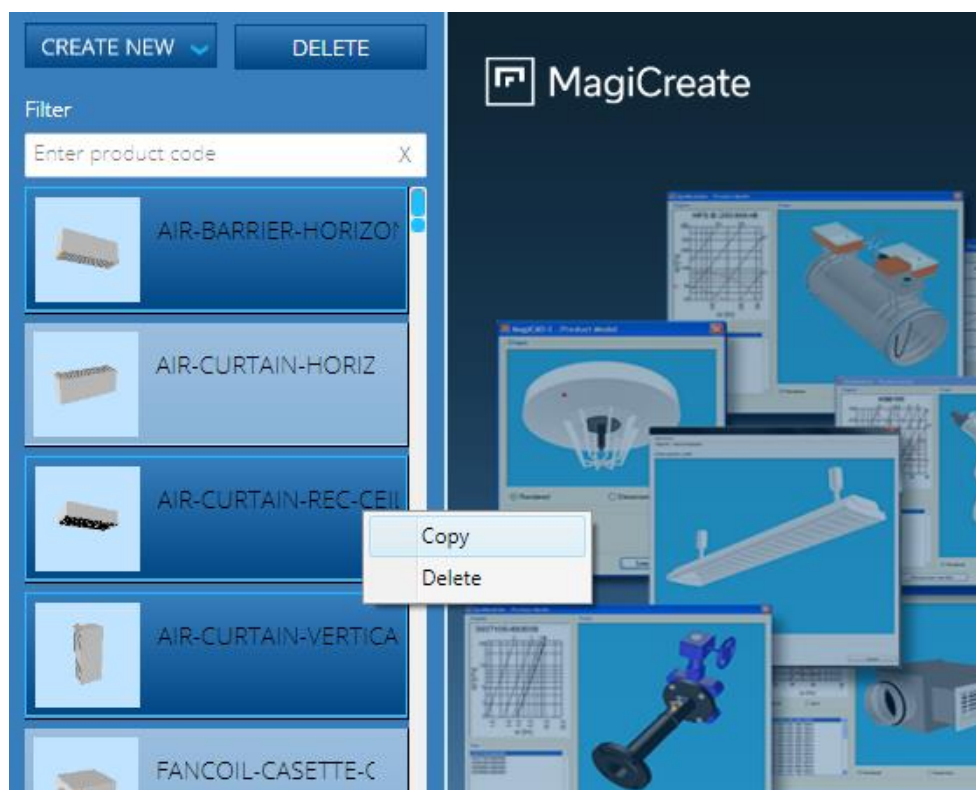 CREATE NEW
DELETE
Filter
Enter product code X
AIR-BARRIER-HORIZON
AIR-CURTAIN-HORIZ
AIR-CURTAIN-REC-CEIL
AIR-CURTAIN-VERTICA
FANCOIL-CASETTE-C
Copy
Delete
MagiCreate